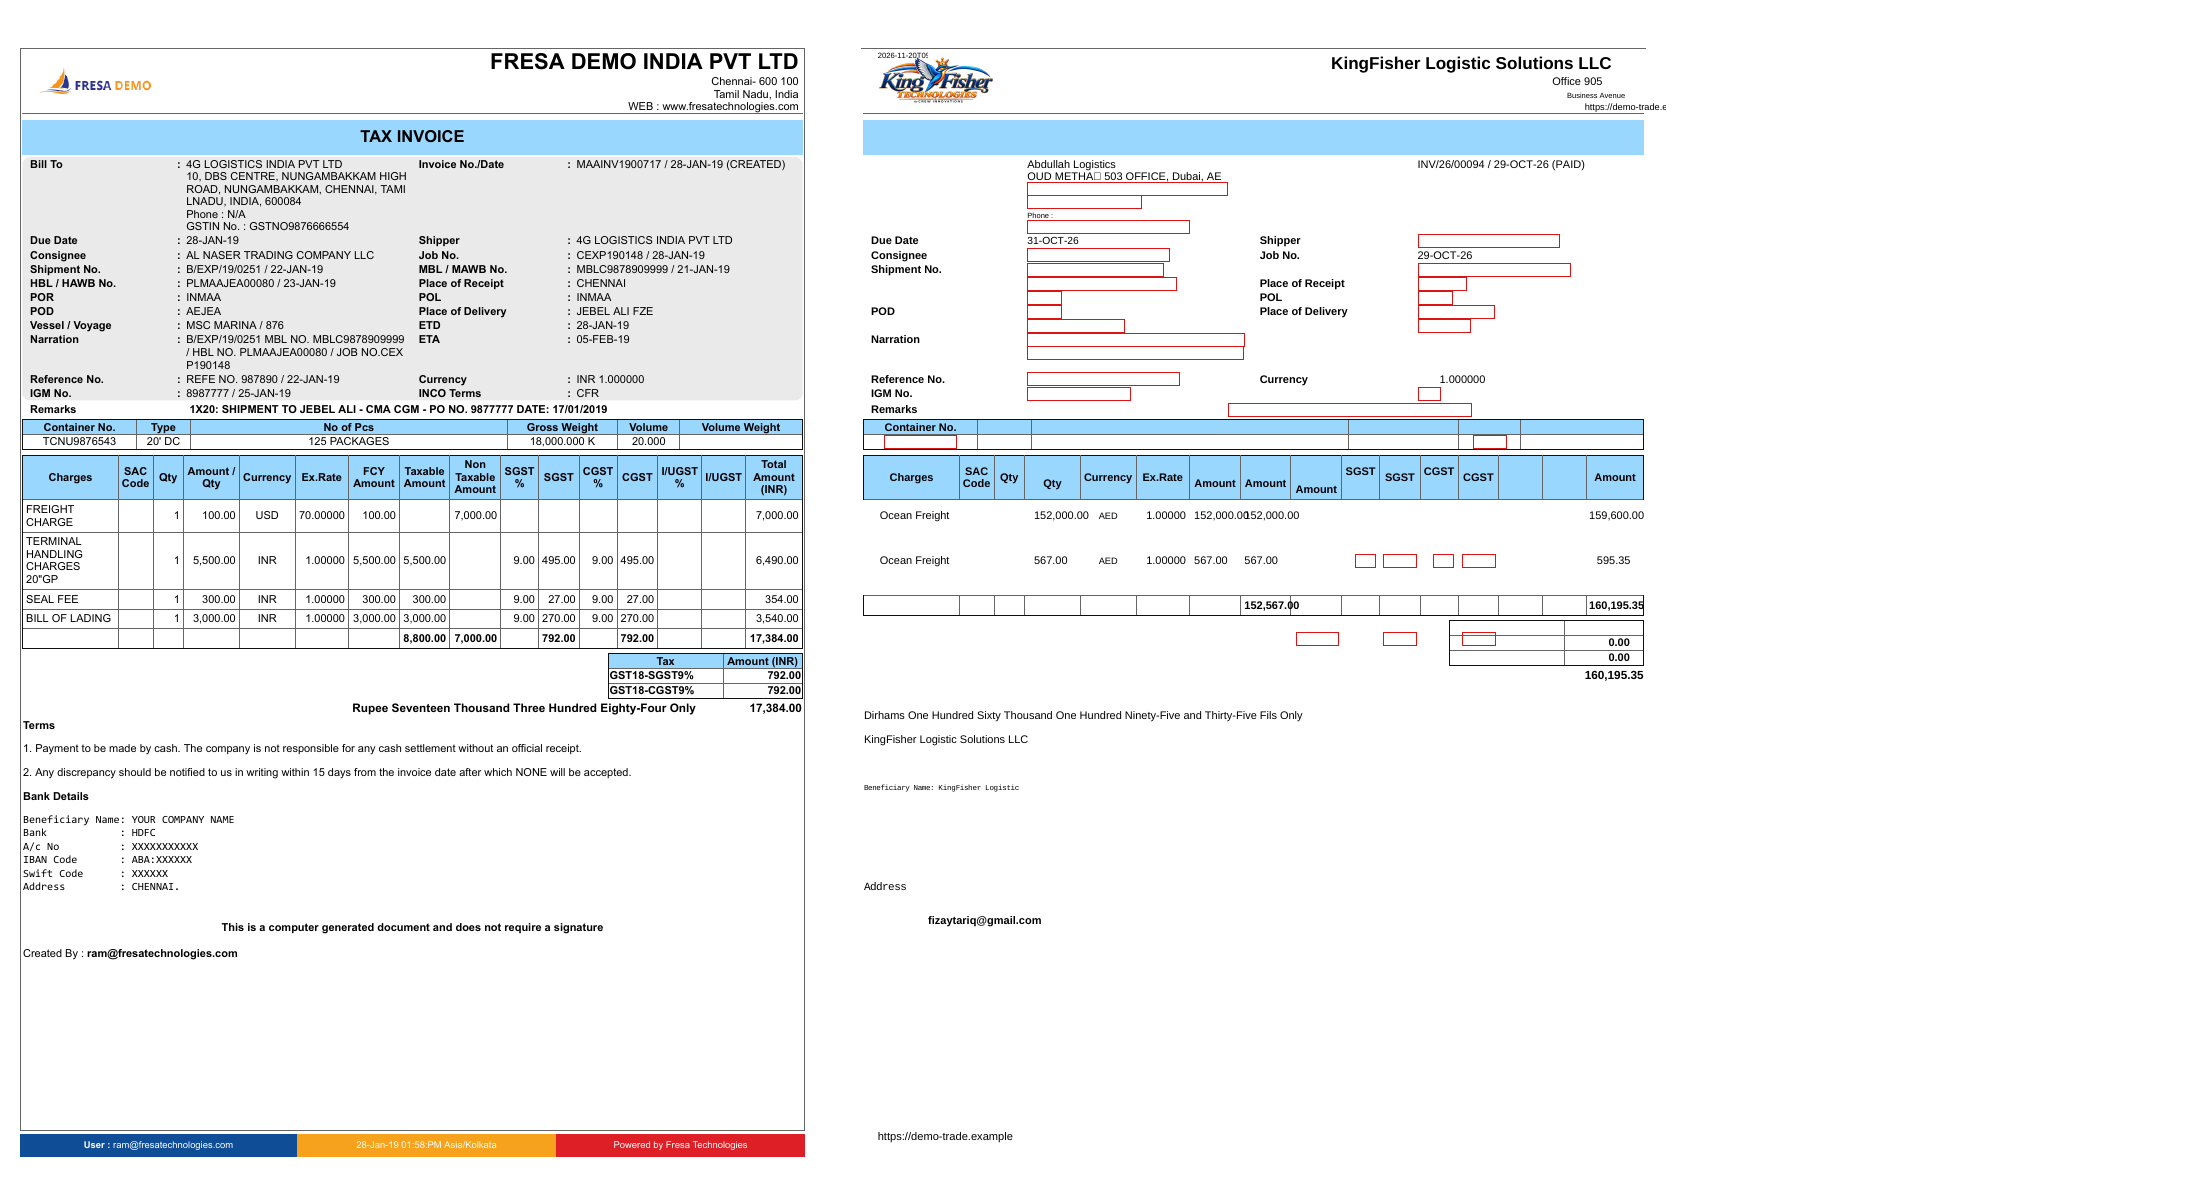 FRESA DEMO
FRESA DEMO INDIA PVT LTD
Chennai- 600 100
Tamil Nadu, India
WEB : www.fresatechnologies.com
TAX INVOICE
Bill To : 4G LOGISTICS INDIA PVT LTD Invoice No./Date : MAAINV1900717 / 28-JAN-19 (CREATED)
10, DBS CENTRE, NUNGAMBAKKAM HIGH
ROAD, NUNGAMBAKKAM, CHENNAI, TAMI
LNADU, INDIA, 600084
Phone : N/A
GSTIN No. : GSTNO9876666554
Due Date : 28-JAN-19 Shipper : 4G LOGISTICS INDIA PVT LTD
Consignee : AL NASER TRADING COMPANY LLC Job No. : CEXP190148 / 28-JAN-19
Shipment No. : B/EXP/19/0251 / 22-JAN-19 MBL / MAWB No. : MBLC9878909999 / 21-JAN-19
HBL / HAWB No. : PLMAAJEA00080 / 23-JAN-19 Place of Receipt : CHENNAI
POR : INMAA POL : INMAA
POD : AEJEA Place of Delivery : JEBEL ALI FZE
Vessel / Voyage : MSC MARINA / 876 ETD : 28-JAN-19
Narration : B/EXP/19/0251 MBL NO. MBLC9878909999 ETA : 05-FEB-19
/ HBL NO. PLMAAJEA00080 / JOB NO.CEX
P190148
Reference No. : REFE NO. 987890 / 22-JAN-19 Currency : INR 1.000000
IGM No. : 8987777 / 25-JAN-19 INCO Terms : CFR
Remarks 1X20: SHIPMENT TO JEBEL ALI - CMA CGM - PO NO. 9877777 DATE: 17/01/2019
Container No. Type No of Pcs Gross Weight Volume Volume Weight
TCNU9876543 20' DC 125 PACKAGES 18,000.000 K 20.000
Charges SAC Code Qty Amount / Qty Currency Ex.Rate FCY Amount Taxable Amount Non Taxable Amount SGST % SGST CGST % CGST I/UGST % I/UGST Total Amount (INR)
FREIGHT CHARGE 1 100.00 USD 70.00000 100.00 7,000.00 7,000.00
TERMINAL HANDLING CHARGES 20"GP 1 5,500.00 INR 1.00000 5,500.00 5,500.00 9.00 495.00 9.00 495.00 6,490.00
SEAL FEE 1 300.00 INR 1.00000 300.00 300.00 9.00 27.00 9.00 27.00 354.00
BILL OF LADING 1 3,000.00 INR 1.00000 3,000.00 3,000.00 9.00 270.00 9.00 270.00 3,540.00
8,800.00 7,000.00 792.00 792.00 17,384.00
Tax Amount (INR)
GST18-SGST9% 792.00
GST18-CGST9% 792.00
Rupee Seventeen Thousand Three Hundred Eighty-Four Only 17,384.00
Terms
1. Payment to be made by cash. The company is not responsible for any cash settlement without an official receipt.
2. Any discrepancy should be notified to us in writing within 15 days from the invoice date after which NONE will be accepted.
Bank Details
Beneficiary Name: YOUR COMPANY NAME
Bank : HDFC
A/c No : XXXXXXXXXXX
IBAN Code : ABA:XXXXXX
Swift Code : XXXXXX
Address : CHENNAI.
This is a computer generated document and does not require a signature
Created By : ram@fresatechnologies.com
User : ram@fresatechnologies.com 28-Jan-19 01:58:PM Asia/Kolkata Powered by Fresa Technologies
2026-11-20T09
King Fisher
TECHNOLOGIES
KingFisher Logistic Solutions LLC
Office 905
Business Avenue
https://demo-trade.e
Abdullah Logistics INV/26/00094 / 29-OCT-26 (PAID)
OUD METHA 503 OFFICE, Dubai, AE
Phone :
Due Date 31-OCT-26 Shipper
Consignee Job No. 29-OCT-26
Shipment No.
Place of Receipt
POL
POD Place of Delivery
Narration
Reference No. Currency 1.000000
IGM No.
Remarks
Container No.
Charges SAC Code Qty Qty Currency Ex.Rate Amount Amount Amount SGST SGST CGST CGST Amount
Ocean Freight 152,000.00 AED 1.00000 152,000.00 152,000.00 159,600.00
Ocean Freight 567.00 AED 1.00000 567.00 567.00 595.35
152,567.00 160,195.35
0.00
0.00
160,195.35
Dirhams One Hundred Sixty Thousand One Hundred Ninety-Five and Thirty-Five Fils Only
KingFisher Logistic Solutions LLC
Beneficiary Name: KingFisher Logistic
Address
fizaytariq@gmail.com
https://demo-trade.example